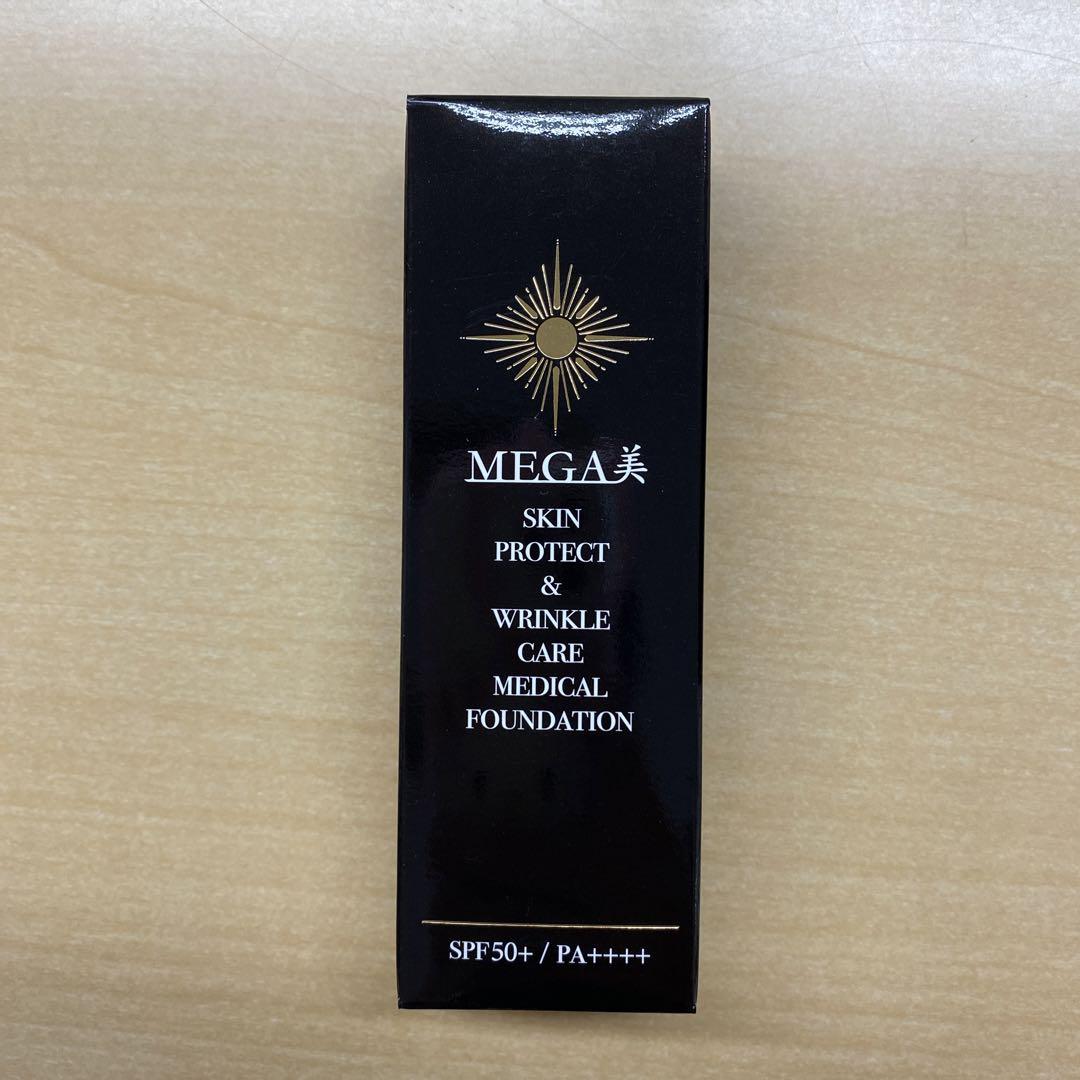 MEGA美
SKIN
PROTECT
&
WRINKLE
CARE
MEDICAL
FOUNDATION
SPF50+ / PA++++